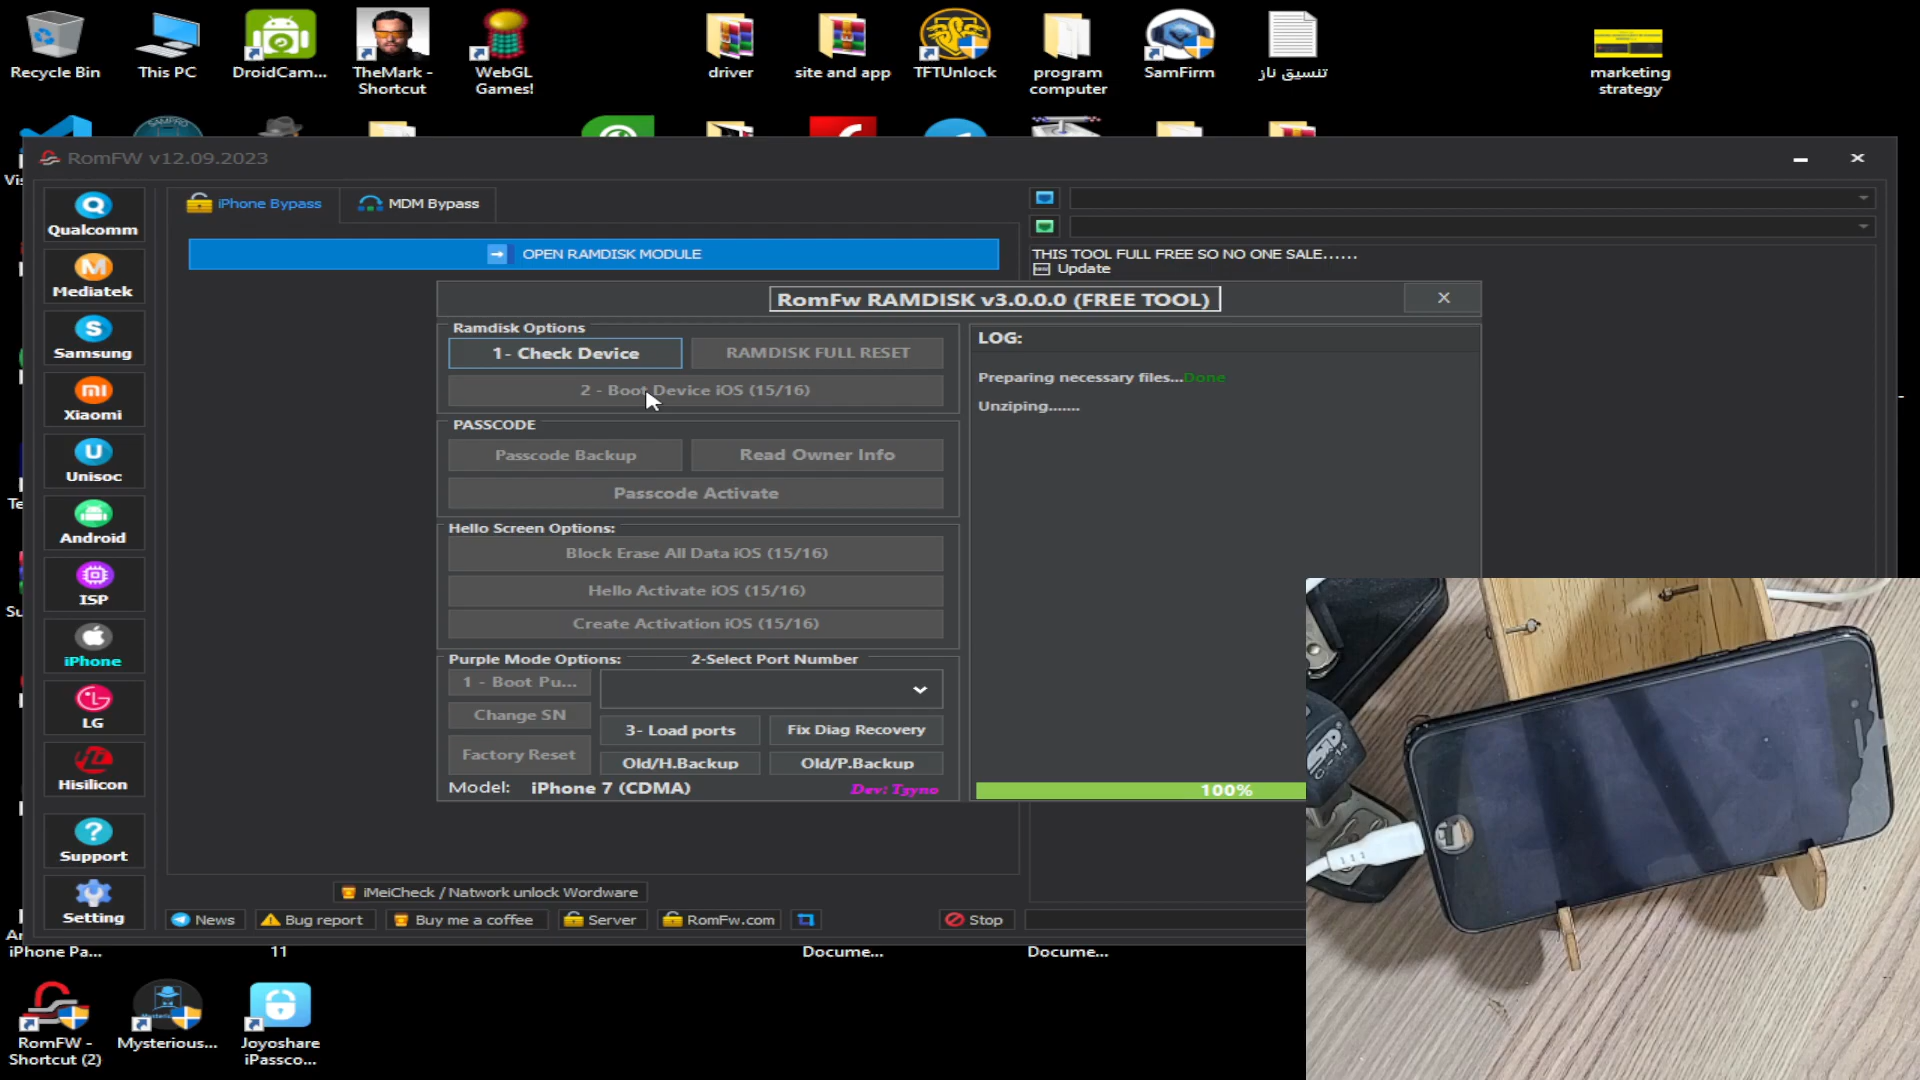 Recycle Bin
This PC
DroidCam...
TheMark -
Shortcut
WebGL
Games!
driver
site and app
TFTUnlock
program
computer
SamFirm
تنسيق ناز
marketing
strategy
RomFW v12.09.2023
Qualcomm
Mediatek
Samsung
Xiaomi
Unisoc
Android
ISP
iPhone
LG
Hisilicon
Support
Setting
iPhone Bypass
MDM Bypass
OPEN RAMDISK MODULE
THIS TOOL FULL FREE SO NO ONE SALE......
Update
RomFw RAMDISK v3.0.0.0 (FREE TOOL)
Ramdisk Options
1- Check Device
RAMDISK FULL RESET
2 - Boot Device iOS (15/16)
PASSCODE
Passcode Backup
Read Owner Info
Passcode Activate
Hello Screen Options:
Block Erase All Data iOS (15/16)
Hello Activate iOS (15/16)
Create Activation iOS (15/16)
Purple Mode Options:
2-Select Port Number
1 - Boot Pu...
Change SN
3- Load ports
Fix Diag Recovery
Factory Reset
Old/H.Backup
Old/P.Backup
Model:
iPhone 7 (CDMA)
Dev: T3yno
LOG:
Preparing necessary files...Done
Unziping.......
100%
iMeiCheck / Natwork unlock Wordware
News
Bug report
Buy me a coffee
Server
RomFw.com
Stop
iPhone Pa...
11
Docume...
Docume...
RomFW -
Shortcut (2)
Mysterious...
Joyoshare
iPassco...